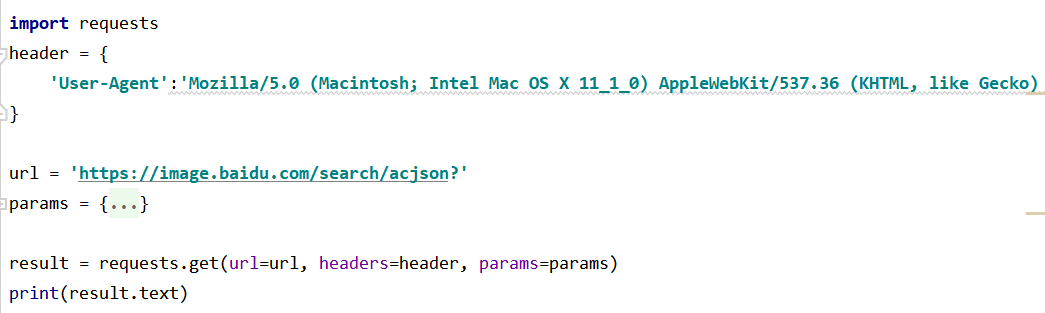 import requests
header = {
    'User-Agent':'Mozilla/5.0 (Macintosh; Intel Mac OS X 11_1_0) AppleWebKit/537.36 (KHTML, like Gecko)
}
url = 'https://image.baidu.com/search/acjson?'
params = {...}
result = requests.get(url=url, headers=header, params=params)
print(result.text)